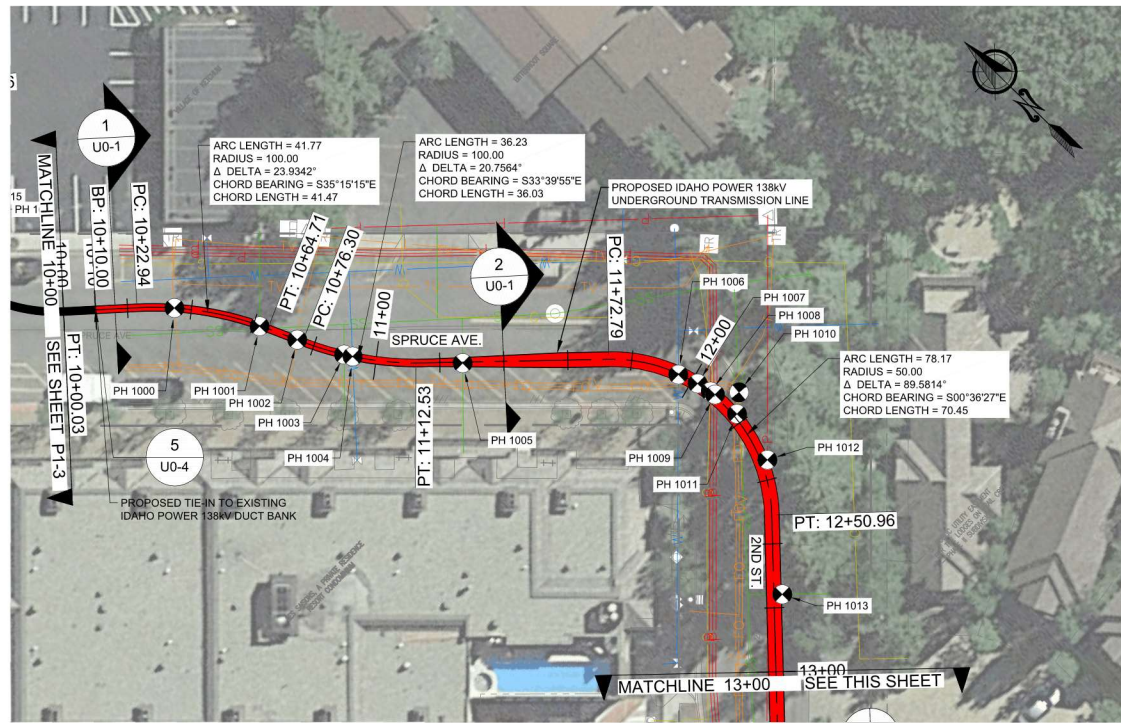 1
U0-1
ARC LENGTH = 41.77
RADIUS = 100.00
Δ DELTA = 23.9342°
CHORD BEARING = S35°15'15"E
CHORD LENGTH = 41.47
ARC LENGTH = 36.23
RADIUS = 100.00
Δ DELTA = 20.7564°
CHORD BEARING = S33°39'55"E
CHORD LENGTH = 36.03
PROPOSED IDAHO POWER 138kV
UNDERGROUND TRANSMISSION LINE
N
MATCHLINE 10+00 SEE SHEET P1-3
10+00
PT: 10+00.03
BP: 10+10.00
PC: 10+22.94
PT: 10+64.71
PC: 10+76.30
11+00
PT: 11+12.53
2
U0-1
PC: 11+72.79
12+00
SPRUCE AVE.
SPRUCE AVE.
PH 1000
PH 1001
PH 1002
PH 1003
PH 1004
PH 1005
PH 1006
PH 1007
PH 1008
PH 1010
PH 1009
PH 1011
PH 1012
PH 1013
ARC LENGTH = 78.17
RADIUS = 50.00
Δ DELTA = 89.5814°
CHORD BEARING = S00°36'27"E
CHORD LENGTH = 70.45
5
U0-4
PROPOSED TIE-IN TO EXISTING
IDAHO POWER 138kV DUCT BANK
PT: 12+50.96
2ND ST.
13+00
MATCHLINE 13+00 SEE THIS SHEET